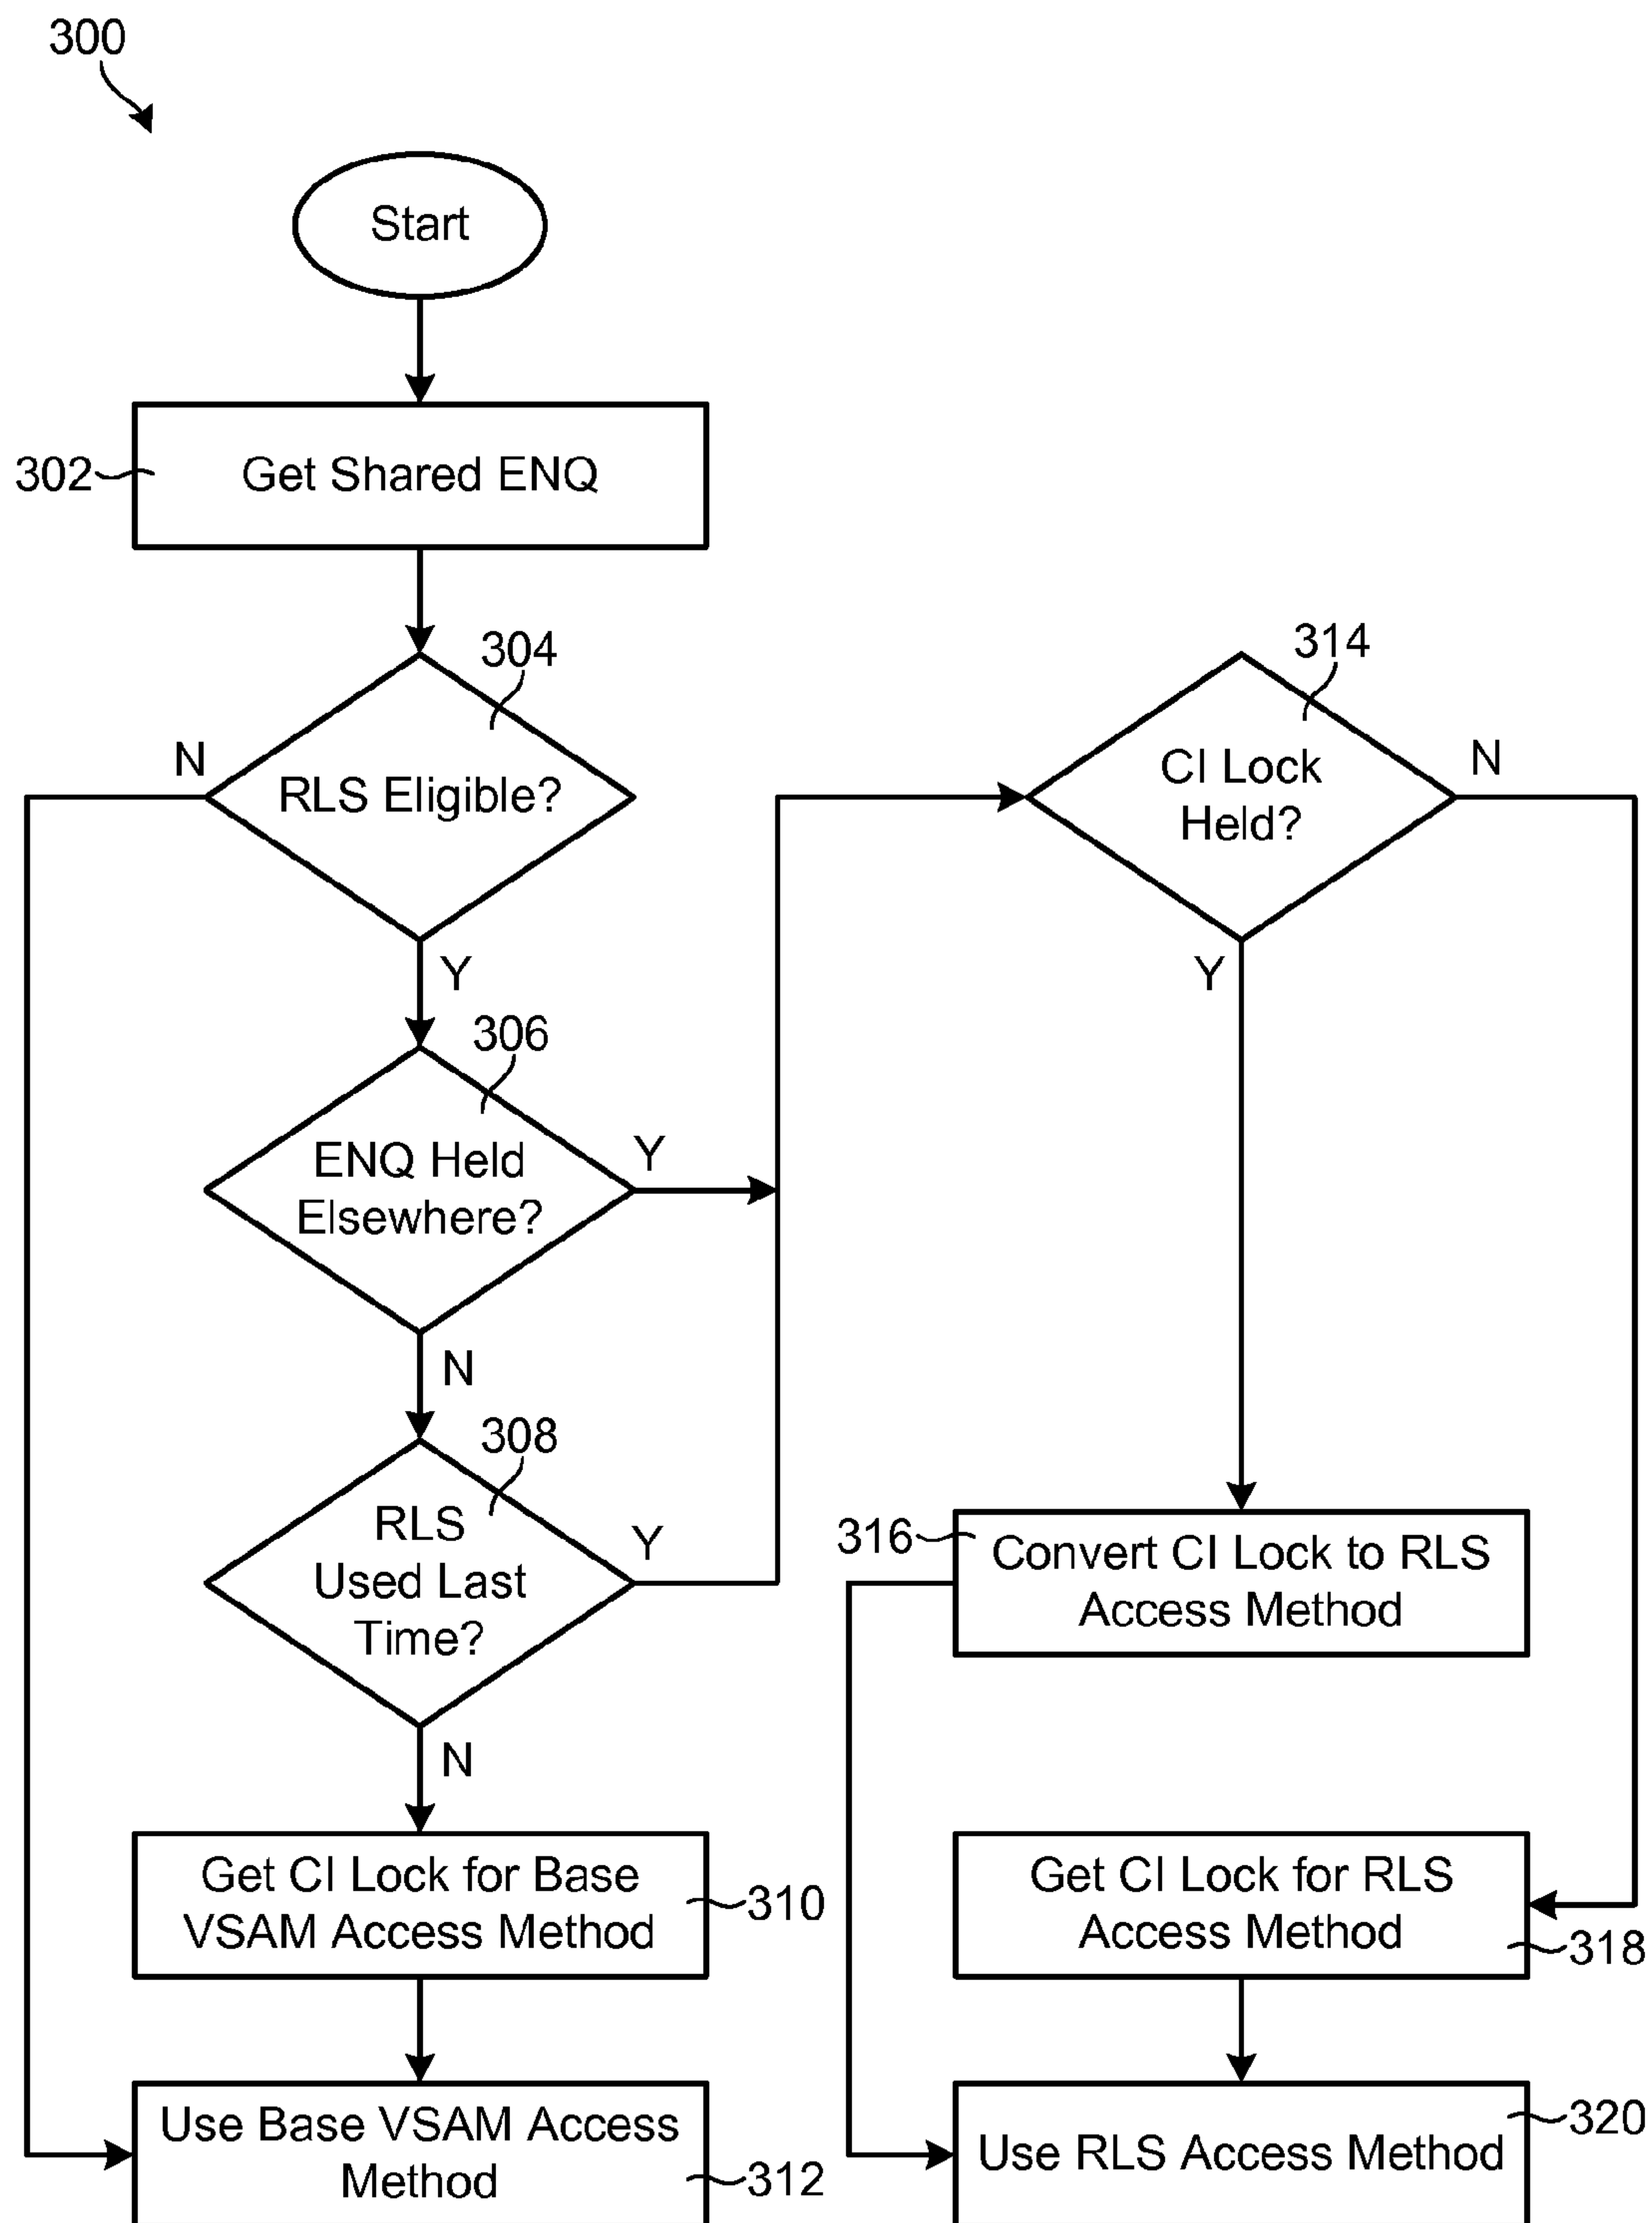 300
Start
302
Get Shared ENQ
304
N
RLS Eligible?
Y
306
ENQ Held
Elsewhere?
Y
N
308
RLS
Used Last
Time?
Y
N
Get CI Lock for Base
VSAM Access Method
310
Use Base VSAM Access
Method
312
314
CI Lock
Held?
N
Y
316
Convert CI Lock to RLS
Access Method
Get CI Lock for RLS
Access Method
318
Use RLS Access Method
320